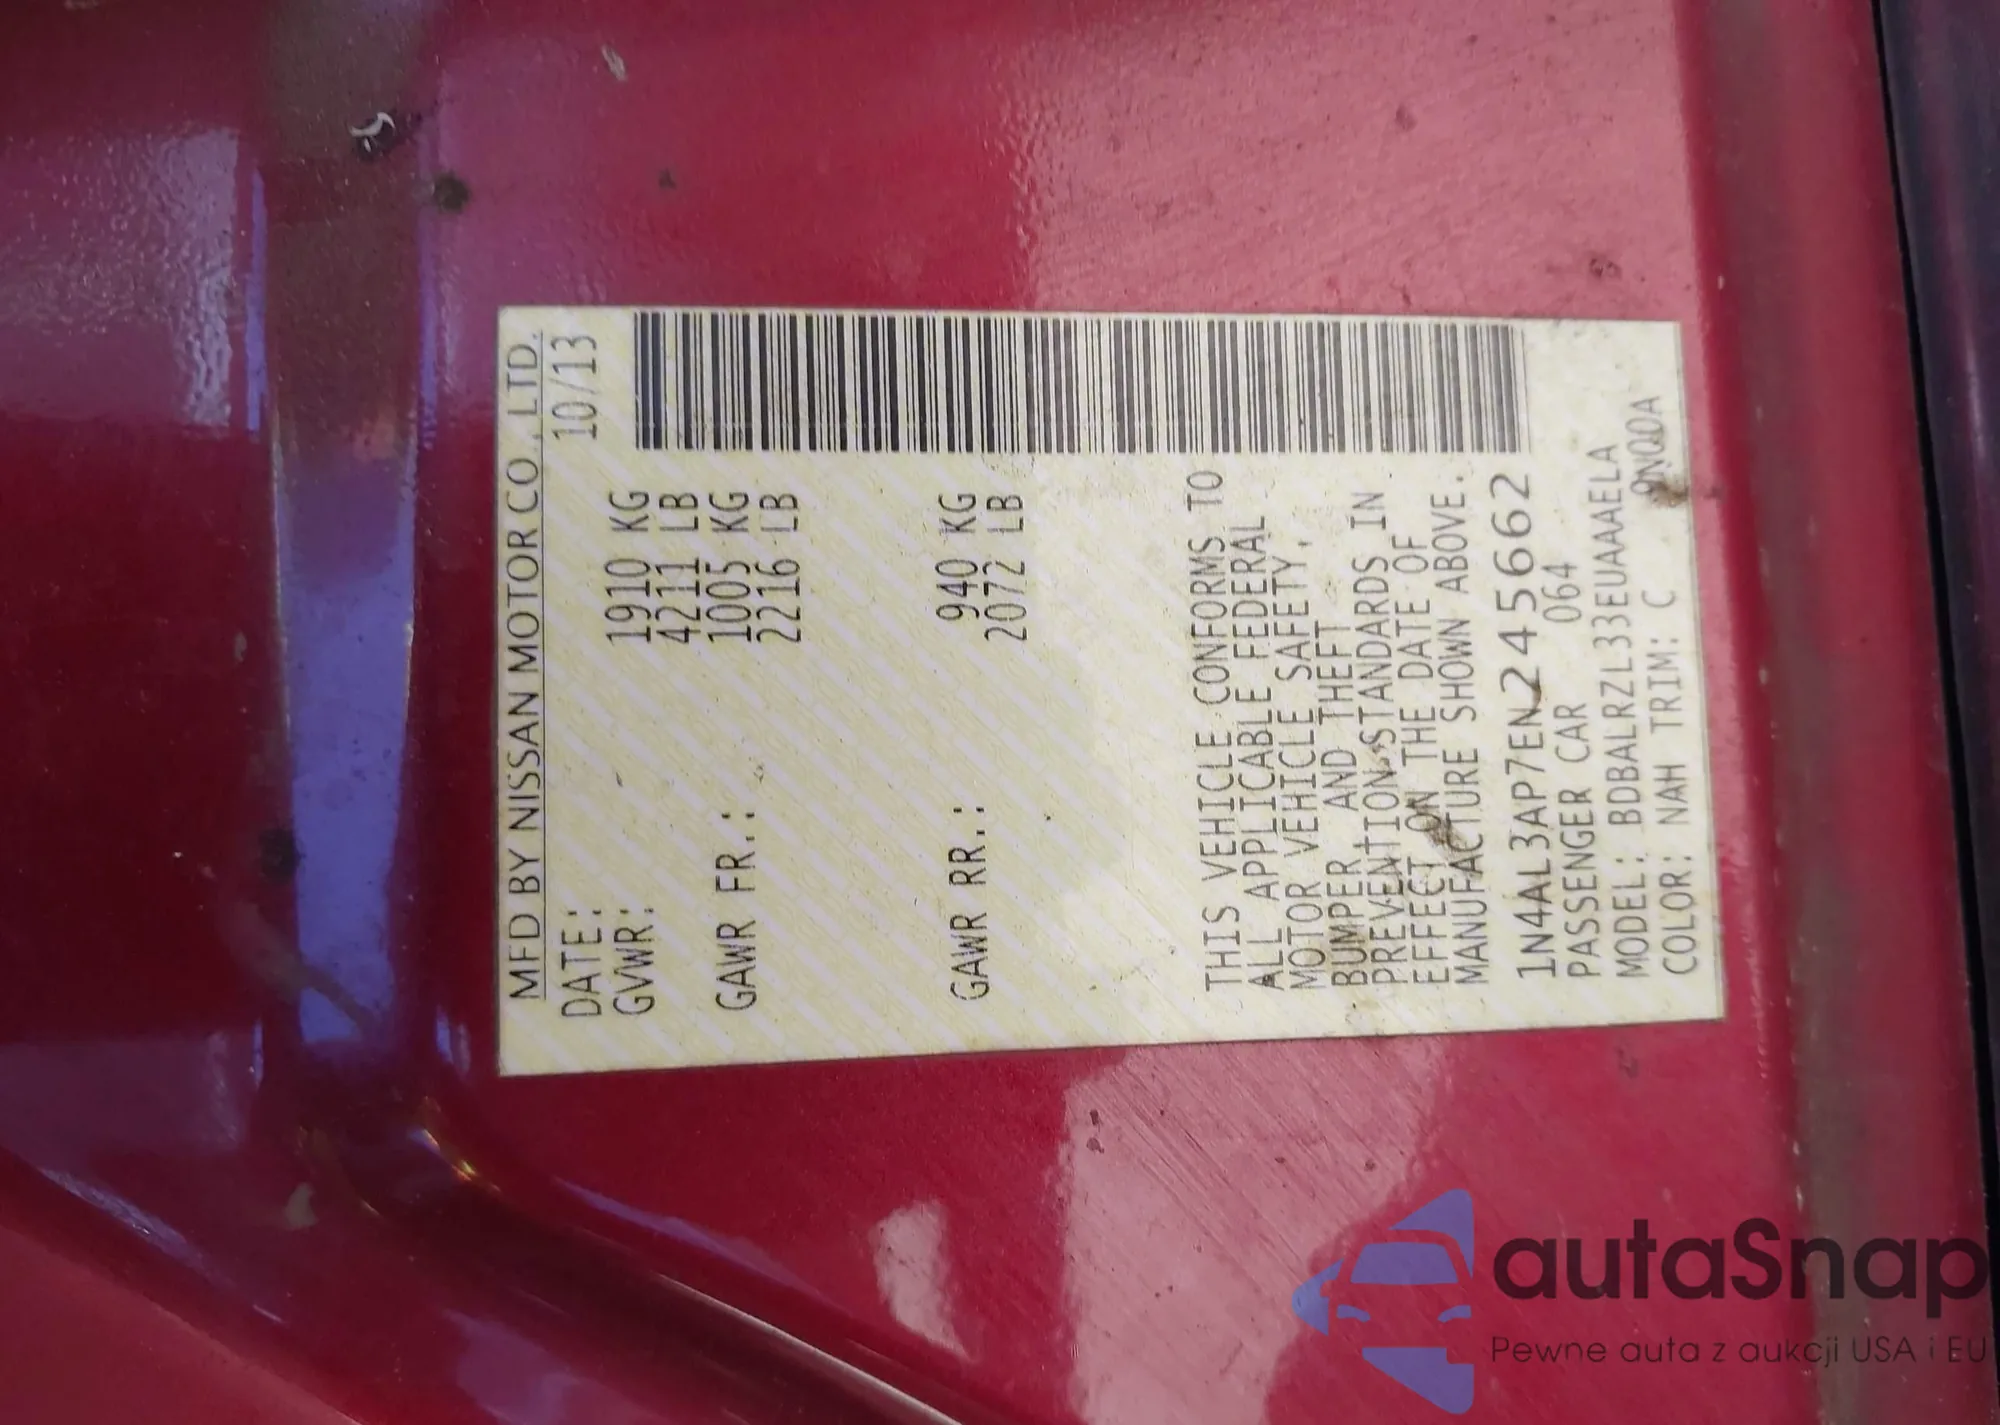 MFD BY NISSAN MOTOR CO., LTD.
DATE: 10/13
GVWR: 1910 KG
4211 LB
GAWR FR.: 1005 KG
2216 LB
GAWR RR.: 940 KG
2072 LB
THIS VEHICLE CONFORMS TO
ALL APPLICABLE FEDERAL
MOTOR VEHICLE SAFETY,
BUMPER AND THEFT
PREVENTION STANDARDS IN
EFFECT ON THE DATE OF
MANUFACTURE SHOWN ABOVE.
1N4AL3AP7EN245662
PASSENGER CAR 064
MODEL: BDBALRZL33EUAAAELA
COLOR: NAH TRIM: C 9N00A
autaSnap
Pewne auta z aukcji USA i EU